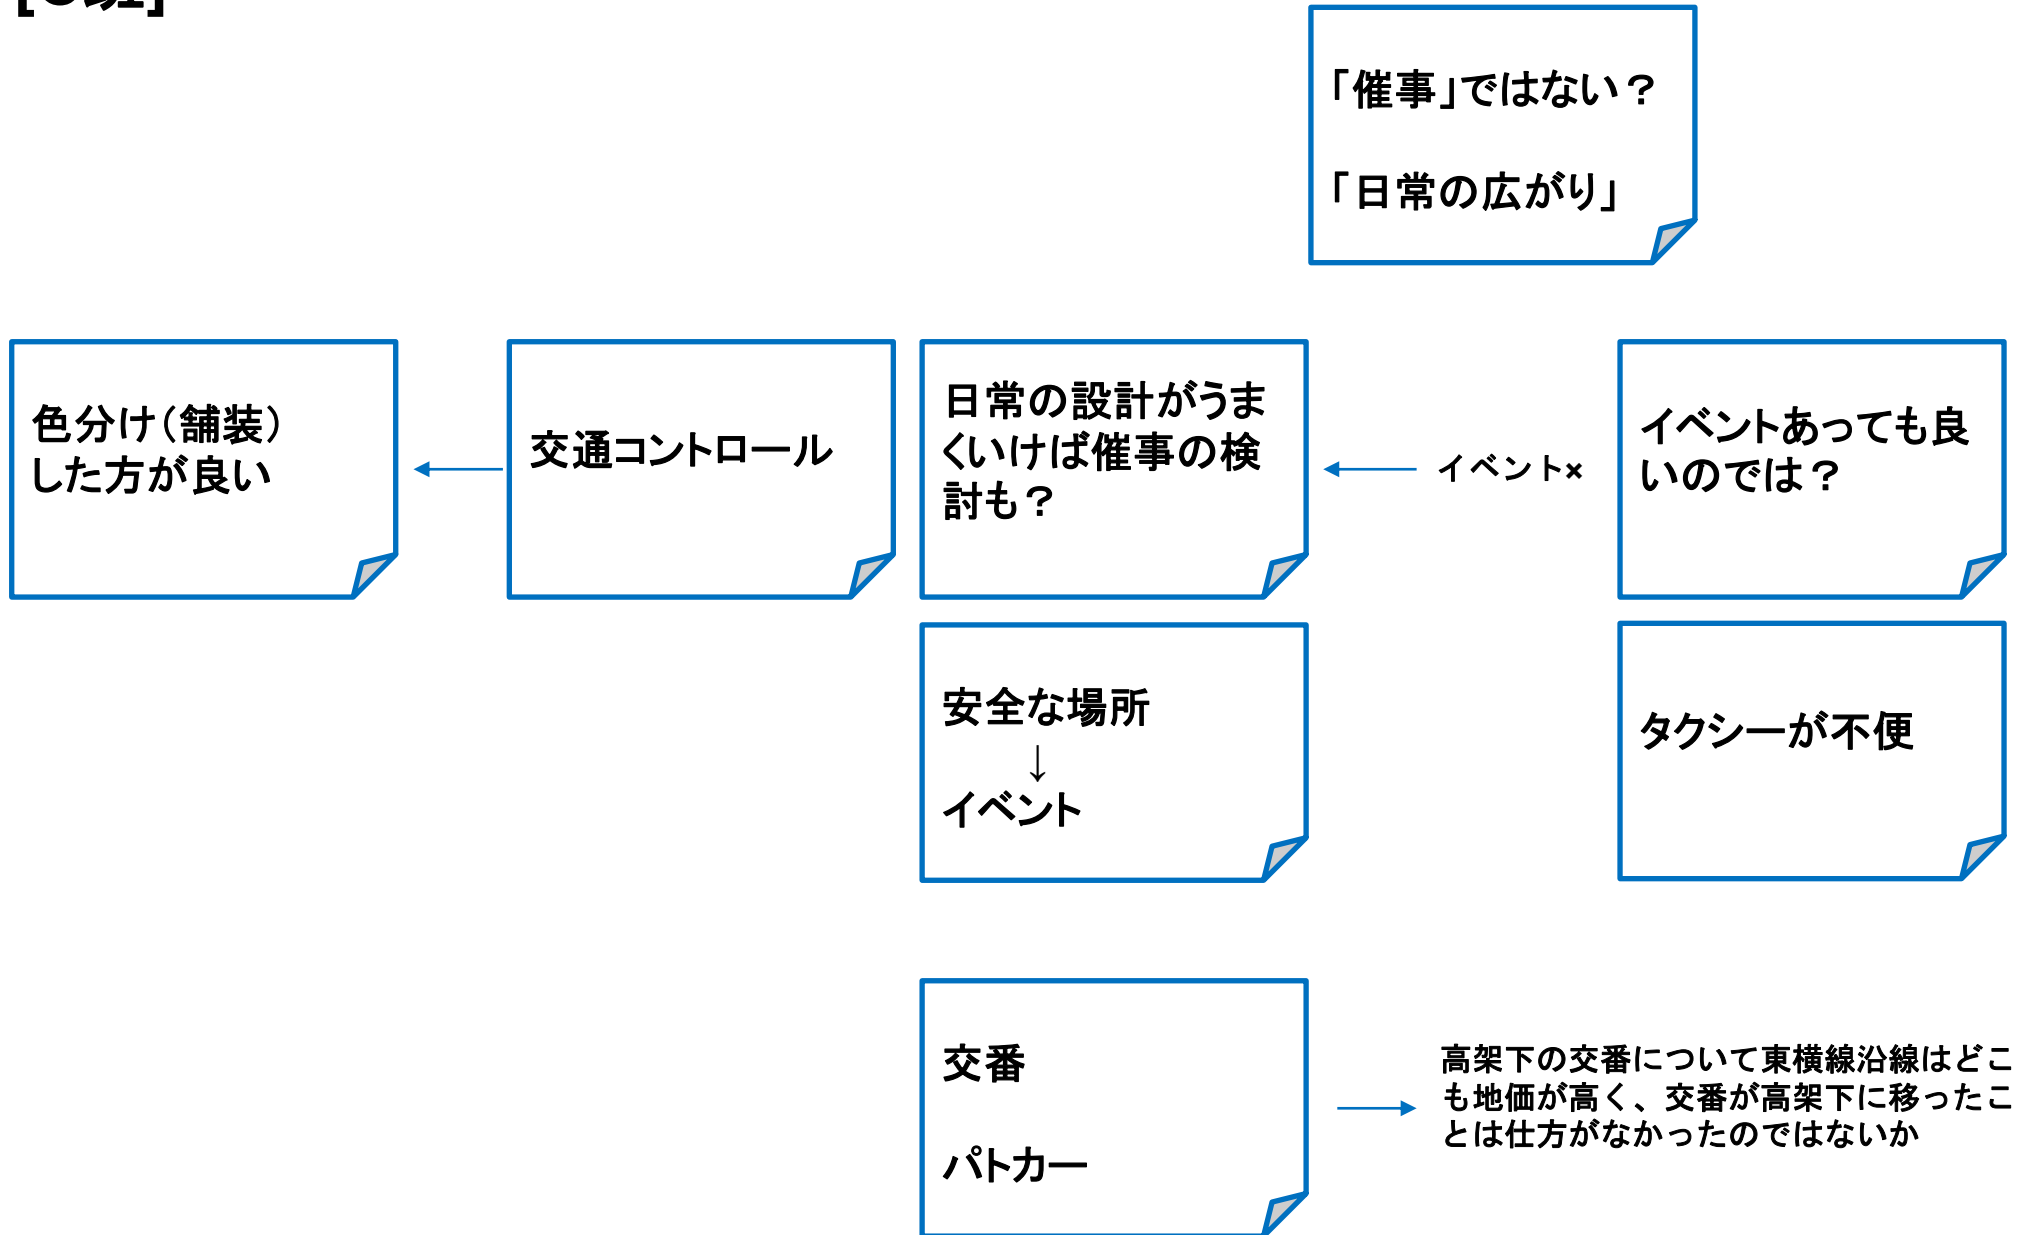 「催事」ではない？
「日常の広がり」
色分け（舗装）
した方が良い
交通コントロール
日常の設計がうま
くいけば催事の検
討も？
イベント×
イベントあっても良
いのでは？
安全な場所
↓
イベント
タクシーが不便
交番
パトカー
高架下の交番について東横線沿線はどこ
も地価が高く、交番が高架下に移ったこ
とは仕方がなかったのではないか